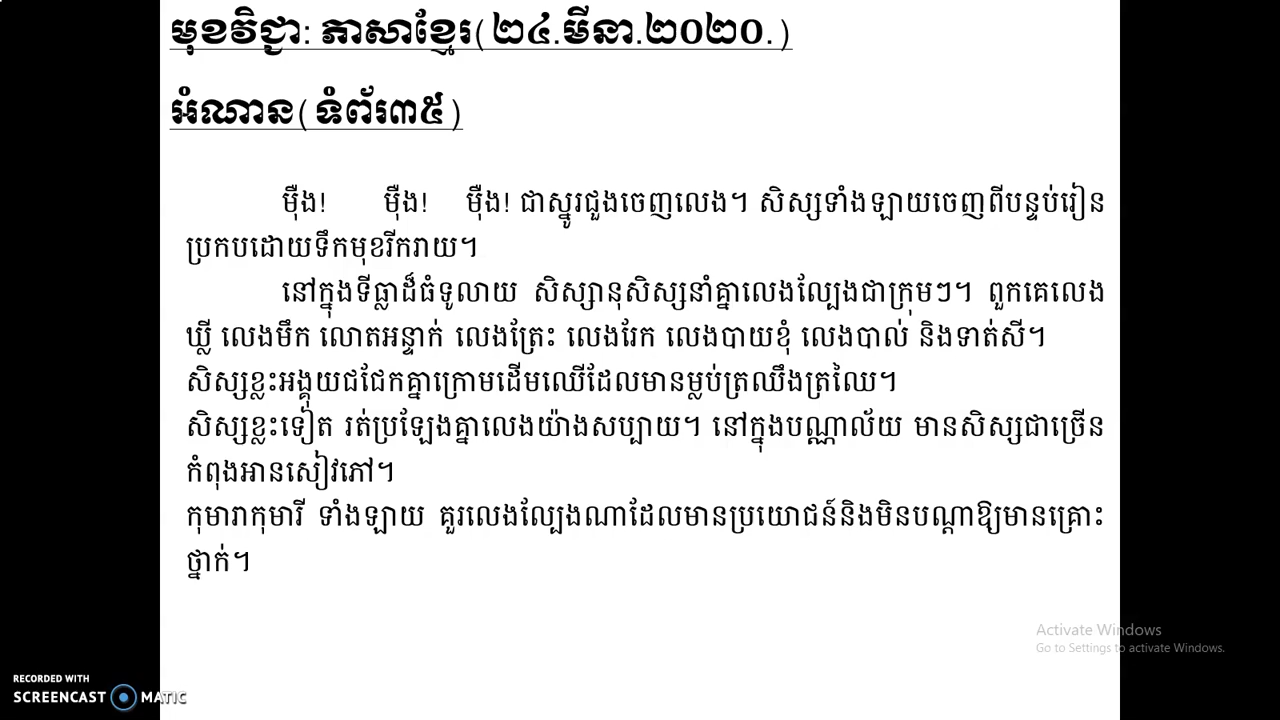 មុខវិជ្ជា: ភាសាខ្មែរ(២៤.មីនា.២០២០.)
អំណាន(ទំព័រ៣៥)
ម៉ឺង! ម៉ឺង! ម៉ឺង! ជាស្នូរជួងចេញលេង។ សិស្សទាំងឡាយចេញពីបន្ទប់រៀន
ប្រកបដោយទឹកមុខរីករាយ។
នៅក្នុងទីធ្លាដ៏ធំទូលាយ សិស្សានុសិស្សនាំគ្នាលេងល្បែងជាក្រុមៗ។ ពួកគេលេង
ឃ្លី លេងមឹក លោតអន្ទាក់ លេងត្រែះ លេងរែក លេងបាយខុំ លេងបាល់ និងទាត់សី។
សិស្សខ្លះអង្គុយជជែកគ្នាក្រោមដើមឈើដែលមានម្លប់ត្រឈឹងត្រឈៃ។
សិស្សខ្លះទៀត រត់ប្រឡែងគ្នាលេងយ៉ាងសប្បាយ។ នៅក្នុងបណ្ណាល័យ មានសិស្សជាច្រើន
កំពុងអានសៀវភៅ។
កុមារាកុមារី ទាំងឡាយ គួរលេងល្បែងណាដែលមានប្រយោជន៍និងមិនបណ្ដាឱ្យមានគ្រោះ
ថ្នាក់។
Activate Windows
Go to Settings to activate Windows.
RECORDED WITH
SCREENCAST MATIC